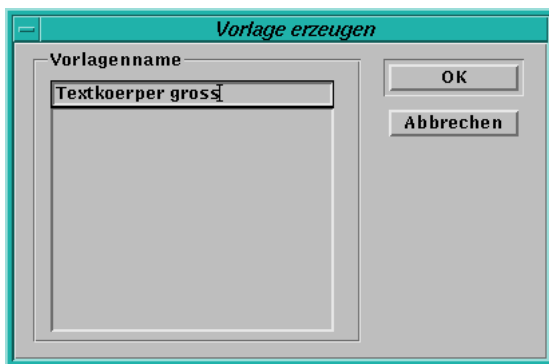 Vorlage erzeugen
Vorlagenname
Textkoerper gross
OK
Abbrechen